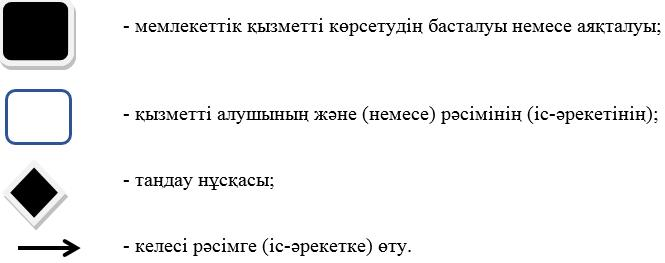 - мемлекеттік қызметті көрсетудің басталуы немесе аяқталуы;
- қызметті алушының және (немесе) рәсімінің (іс-әрекетінің);
- таңдау нұсқасы;
- келесі рәсімге (іс-әрекетке) өту.